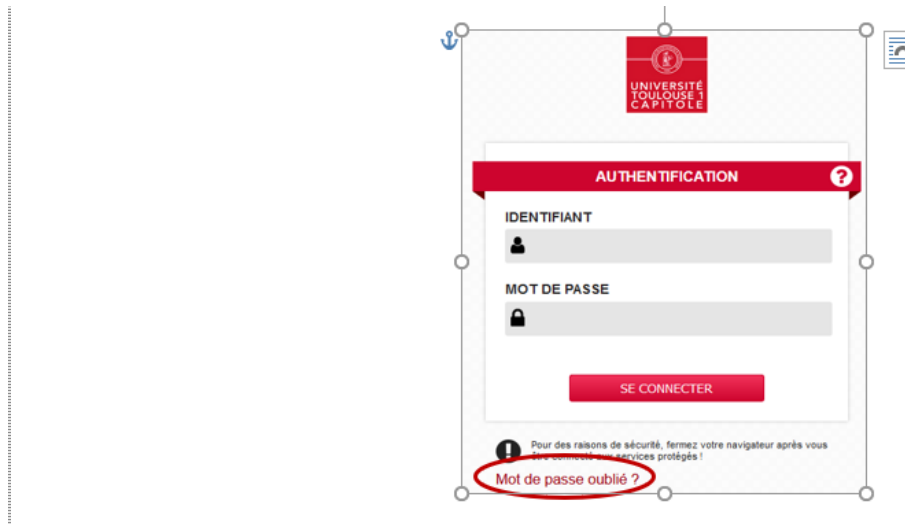 UNIVERSITÉ
TOULOUSE 1
CAPITOLE
AUTHENTIFICATION ?
IDENTIFIANT
MOT DE PASSE
SE CONNECTER
! Pour des raisons de sécurité, fermez votre navigateur après vous
être connecté aux services protégés !
Mot de passe oublié ?